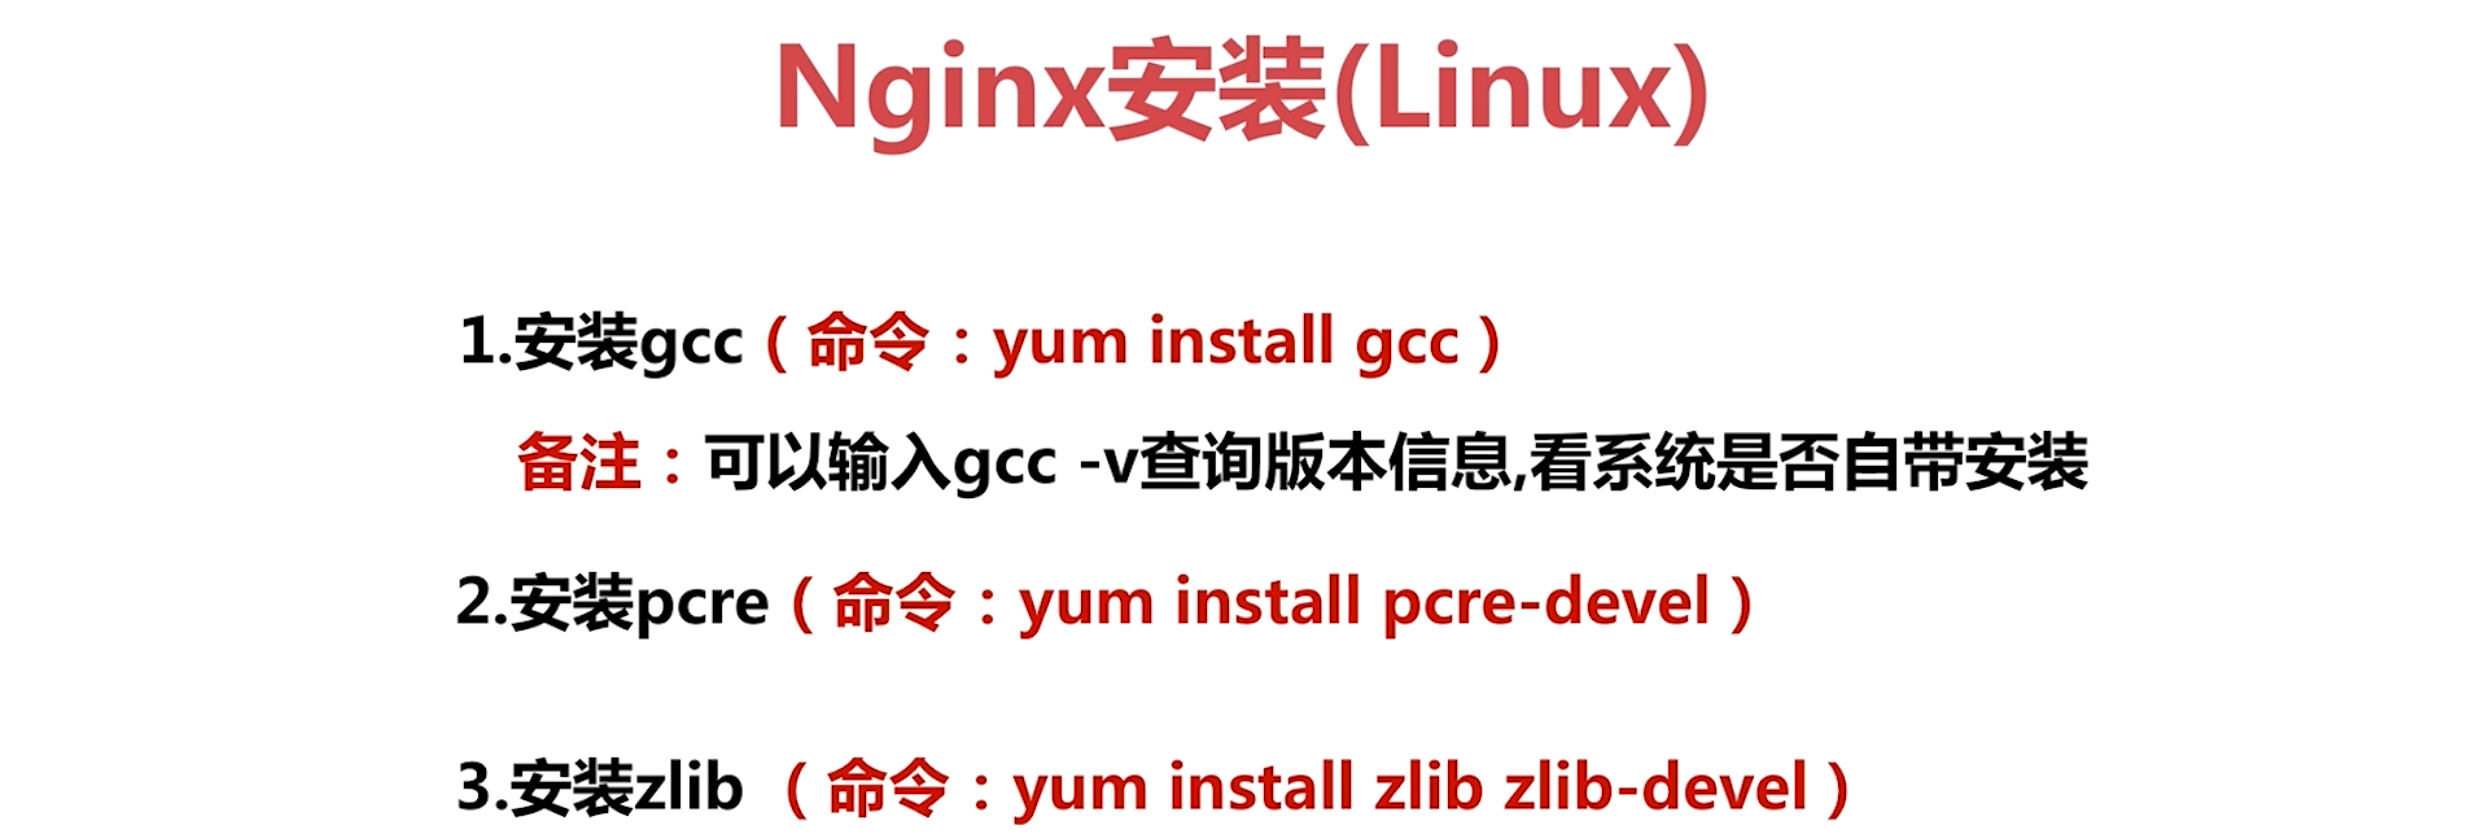 Nginx安装(Linux)
1.安装gcc（命令：yum install gcc）
备注：可以输入gcc -v查询版本信息,看系统是否自带安装
2.安装pcre（命令：yum install pcre-devel）
3.安装zlib （命令：yum install zlib zlib-devel）